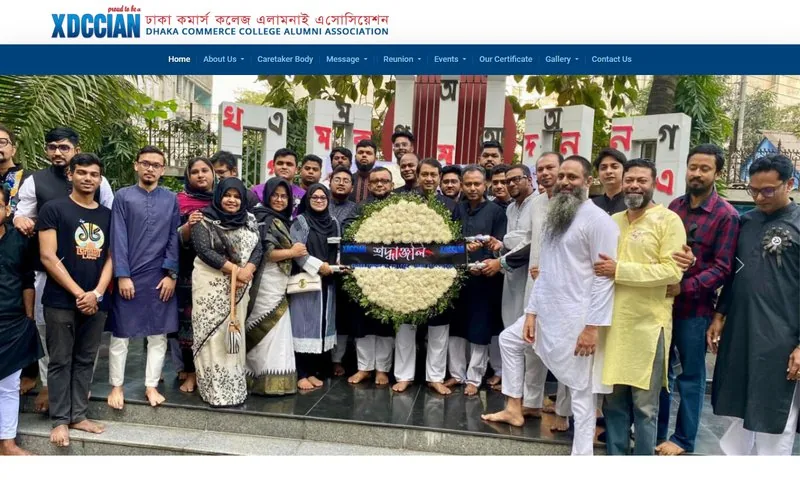 proud to be a
XDCCIAN
ঢাকা কমার্স কলেজ এলামনাই এসোসিয়েশন
DHAKA COMMERCE COLLEGE ALUMNI ASSOCIATION
Home
About Us
Caretaker Body
Message
Reunion
Events
Our Certificate
Gallery
Contact Us
শ্রদ্ধাঞ্জলি